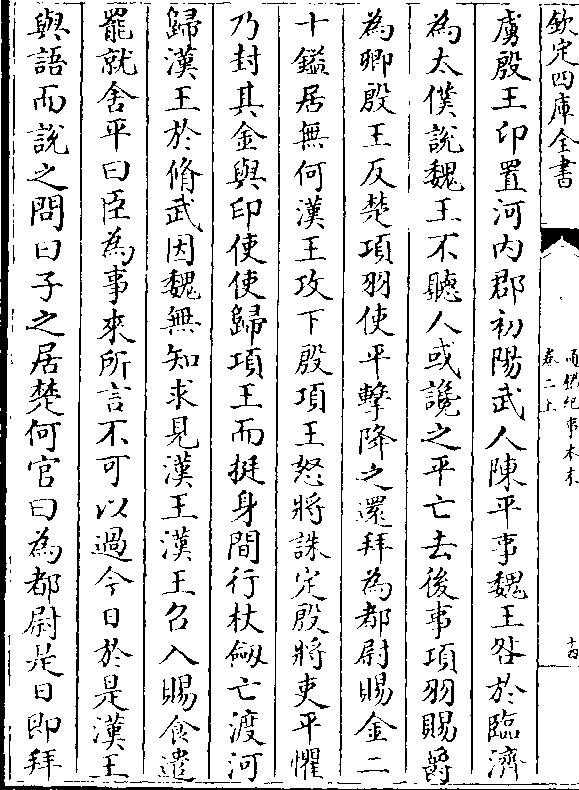 欽定四庫全書
通鑑紀事本末
卷二上
十四
虜殷王卬置河内郡初陽武人陳平事魏王咎於臨濟
為太僕說魏王不聽人或讒之平亡去後事項羽賜爵
為卿殷王反楚項羽使平擊降之還拜為都尉賜金二
十鎰居無何漢王攻下殷項王怒將誅定殷將吏平懼
乃封其金與印使使歸項王而挺身間行杖劔亡渡河
歸漢王於脩武因魏無知求見漢王漢王召入賜食遣
罷就舍平曰臣為事來所言不可以過今日於是漢王
與語而說之問曰子之居楚何官曰為都尉是日即拜